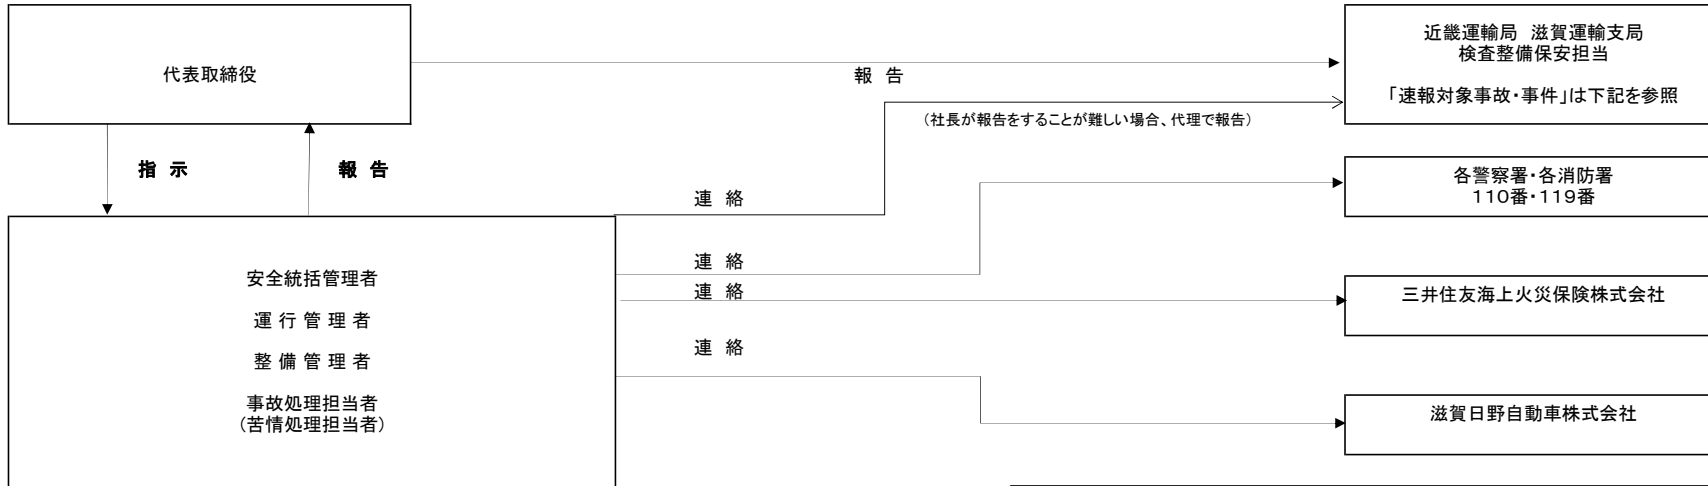 近畿運輸局 滋賀運輸支局
検査整備保安担当
「速報対象事故・事件」は下記を参照
代表取締役
報 告
（社長が報告をすることが難しい場合、代理で報告）
指 示
報 告
各警察署・各消防署
110番・119番
連 絡
連 絡
連 絡
連 絡
安全統括管理者
運 行 管 理 者
整 備 管 理 者
事故処理担当者
（苦情処理担当者）
三井住友海上火災保険株式会社
滋賀日野自動車株式会社